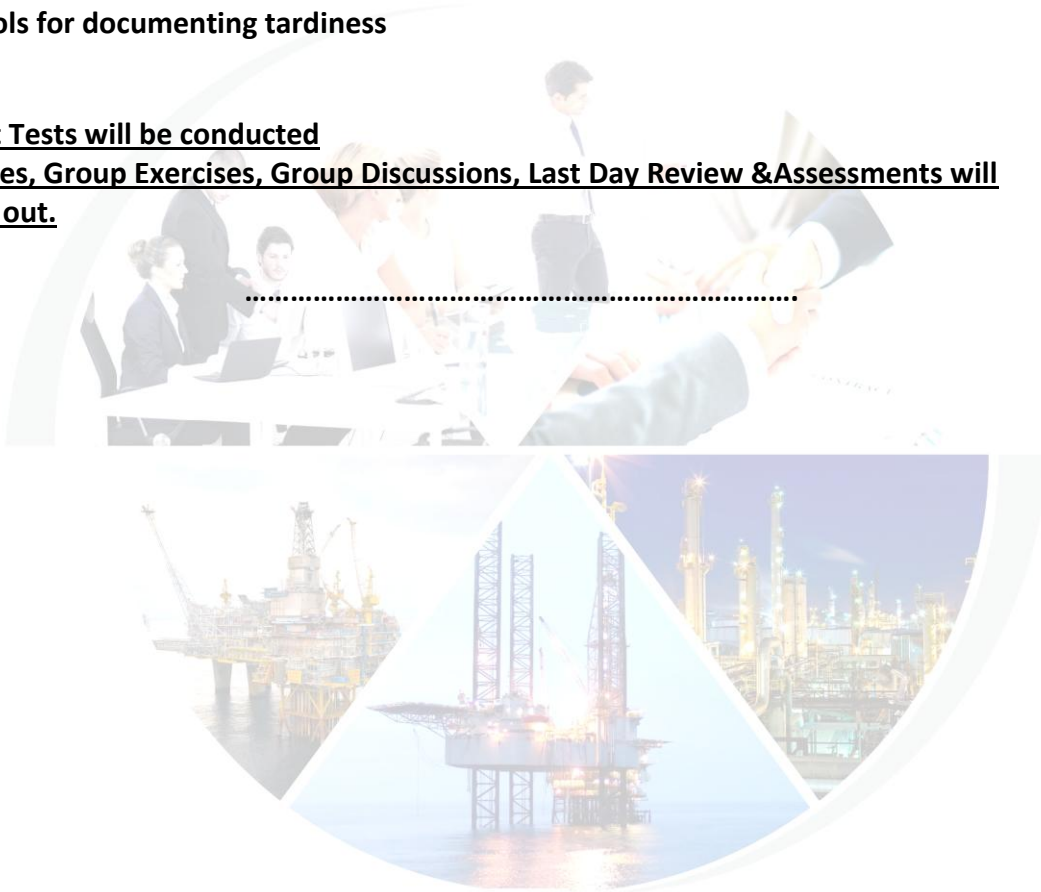 ols for documenting tardiness
t Tests will be conducted
es, Group Exercises, Group Discussions, Last Day Review &Assessments will
out.
……………………………………………………………….
CONTRACT